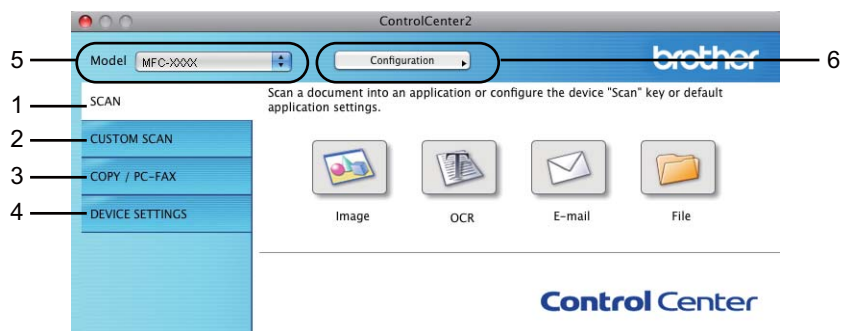 ControlCenter2
5 Model MFC-XXXX Configuration brother 6
1 SCAN
Scan a document into an application or configure the device "Scan" key or default
application settings.
2 CUSTOM SCAN
3 COPY / PC-FAX
4 DEVICE SETTINGS
Image OCR E-mail File
Control Center